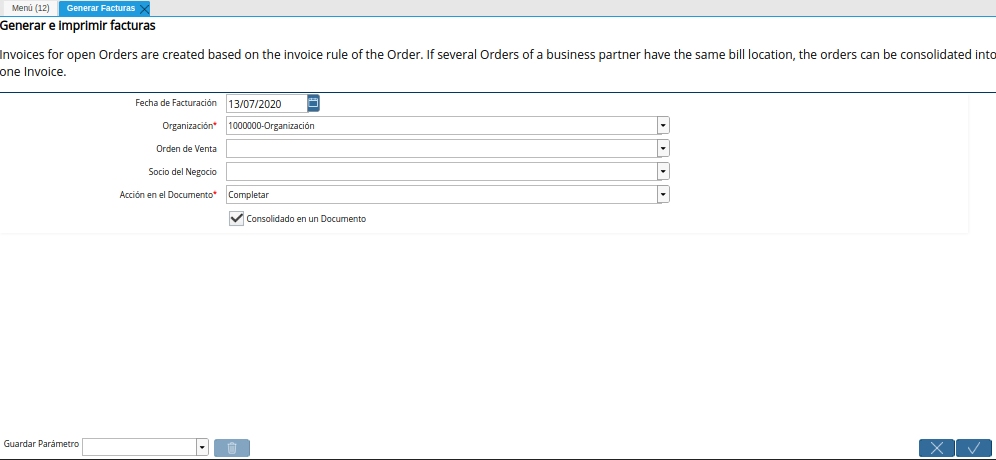 Menú (12) Generar Facturas
Generar e imprimir facturas
Invoices for open Orders are created based on the invoice rule of the Order. If several Orders of a business partner have the same bill location, the orders can be consolidated into
one Invoice.
Fecha de Facturación 13/07/2020
Organización* 1000000-Organización
Orden de Venta
Socio del Negocio
Acción en el Documento* Completar
Consolidado en un Documento
Guardar Parámetro